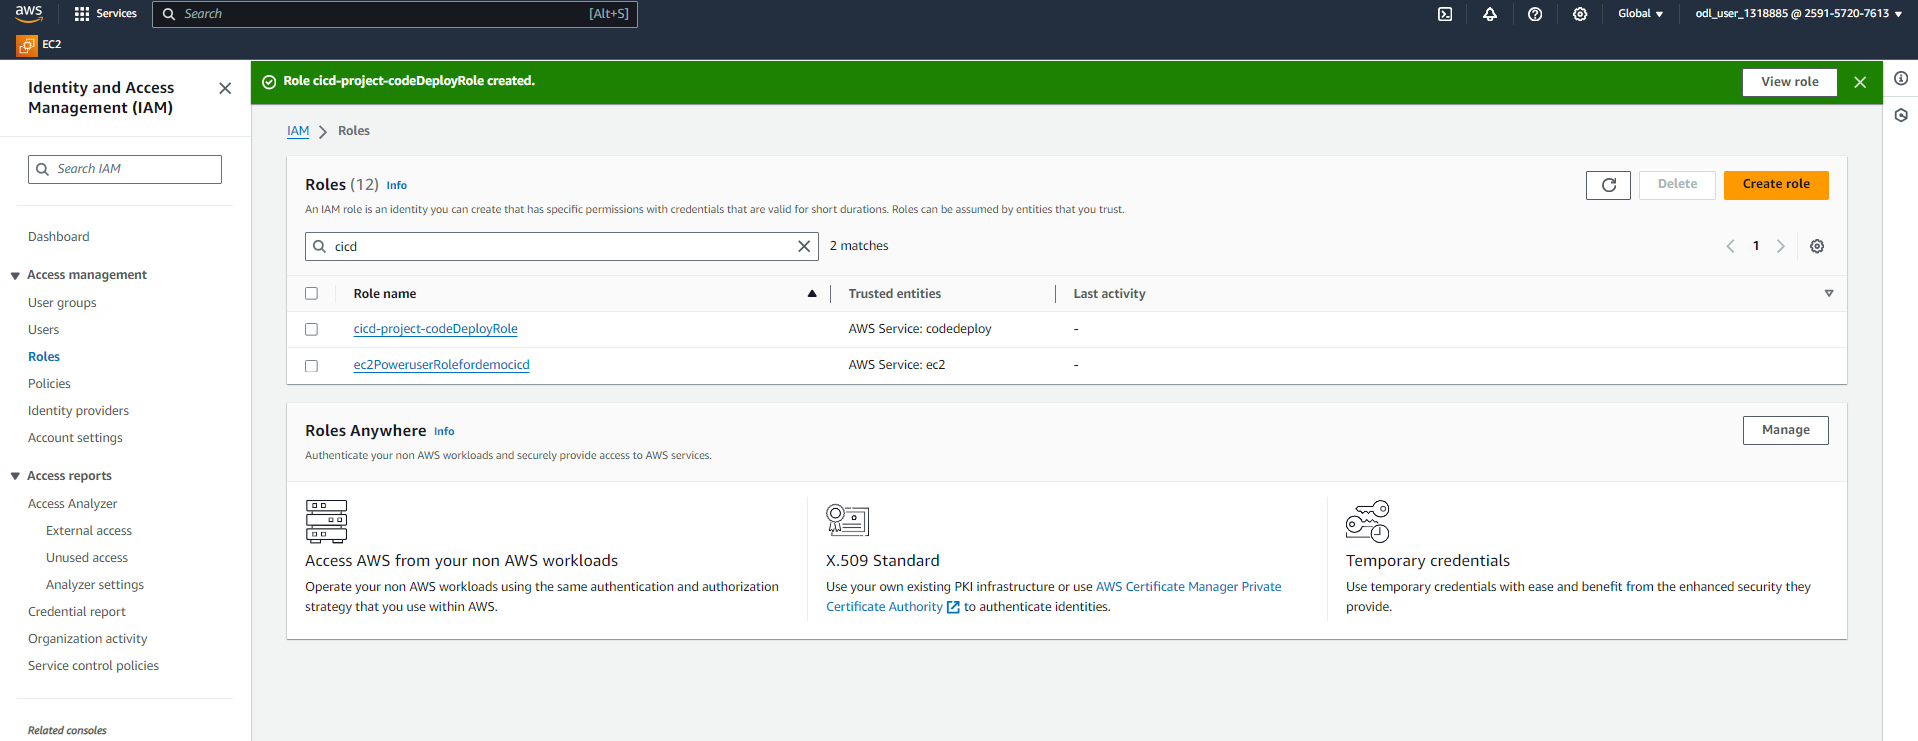 aws
Services
Search
[Alt+S]
Global
odl_user_1318885 @ 2591-5720-7613
EC2
Identity and Access
Management (IAM)
Search IAM
Dashboard
Access management
User groups
Users
Roles
Policies
Identity providers
Account settings
Access reports
Access Analyzer
External access
Unused access
Analyzer settings
Credential report
Organization activity
Service control policies
Related consoles
Role cicd-project-codeDeployRole created.
View role
IAM
Roles
Roles (12) Info
Delete
Create role
An IAM role is an identity you can create that has specific permissions with credentials that are valid for short durations. Roles can be assumed by entities that you trust.
cicd
2 matches
1
Role name
Trusted entities
Last activity
cicd-project-codeDeployRole
AWS Service: codedeploy
-
ec2PoweruserRolefordemocicd
AWS Service: ec2
-
Roles Anywhere Info
Manage
Authenticate your non AWS workloads and securely provide access to AWS services.
Access AWS from your non AWS workloads
Operate your non AWS workloads using the same authentication and authorization
strategy that you use within AWS.
X.509 Standard
Use your own existing PKI infrastructure or use AWS Certificate Manager Private
Certificate Authority to authenticate identities.
Temporary credentials
Use temporary credentials with ease and benefit from the enhanced security they
provide.